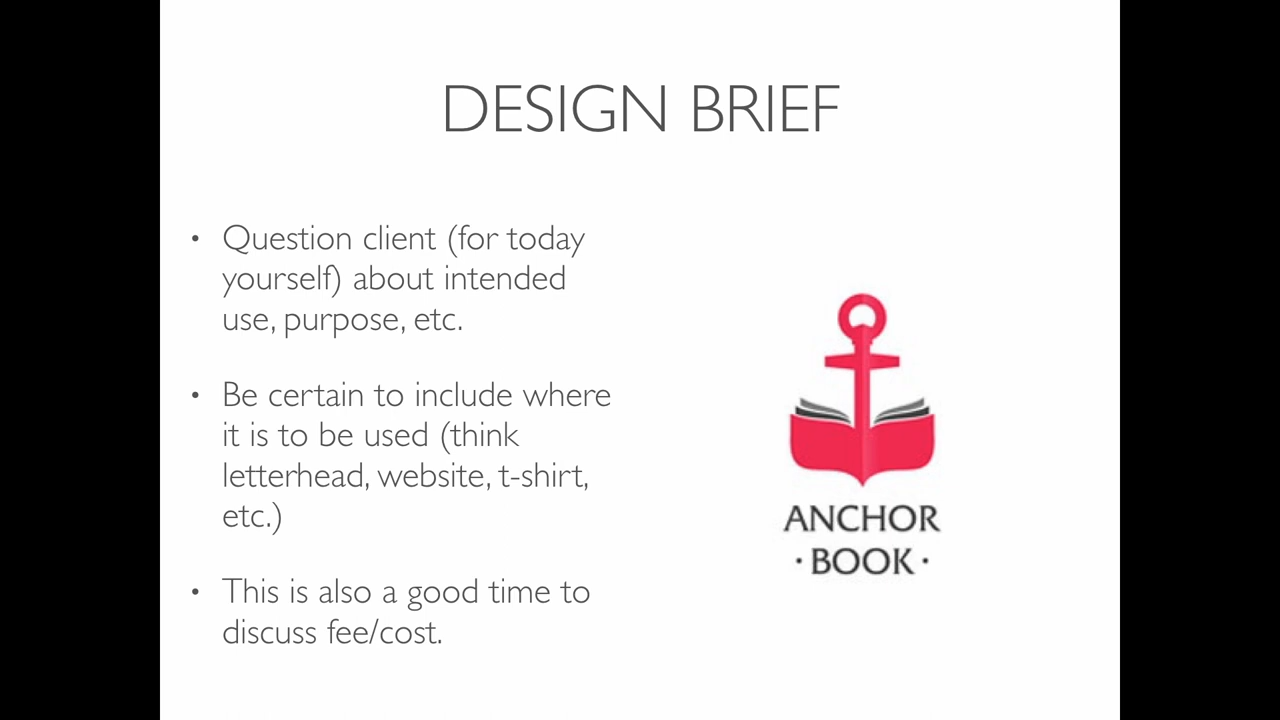 DESIGN BRIEF
• Question client (for today
yourself) about intended
use, purpose, etc.
• Be certain to include where
it is to be used (think
letterhead, website, t-shirt,
etc.)
• This is also a good time to
discuss fee/cost.
ANCHOR
· BOOK ·